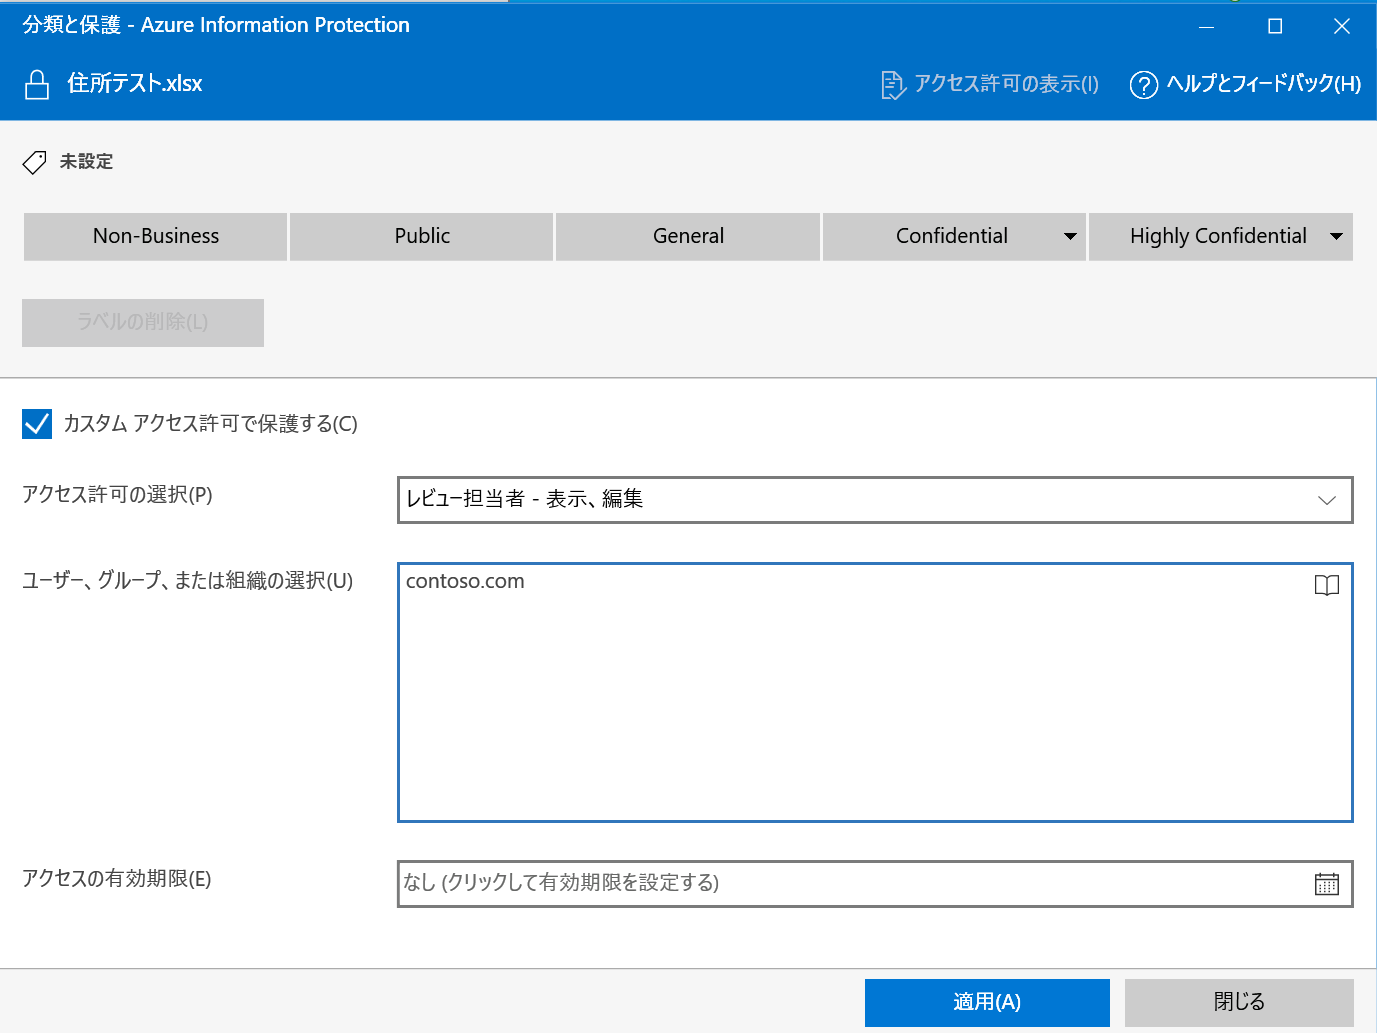 分類と保護 - Azure Information Protection
住所テスト.xlsx
アクセス許可の表示(I)
ヘルプとフィードバック(H)
未設定
Non-Business
Public
General
Confidential
Highly Confidential
ラベルの削除(L)
カスタム アクセス許可で保護する(C)
アクセス許可の選択(P)
レビュー担当者 - 表示、編集
ユーザー、グループ、または組織の選択(U)
contoso.com
アクセスの有効期限(E)
なし (クリックして有効期限を設定する)
適用(A)
閉じる